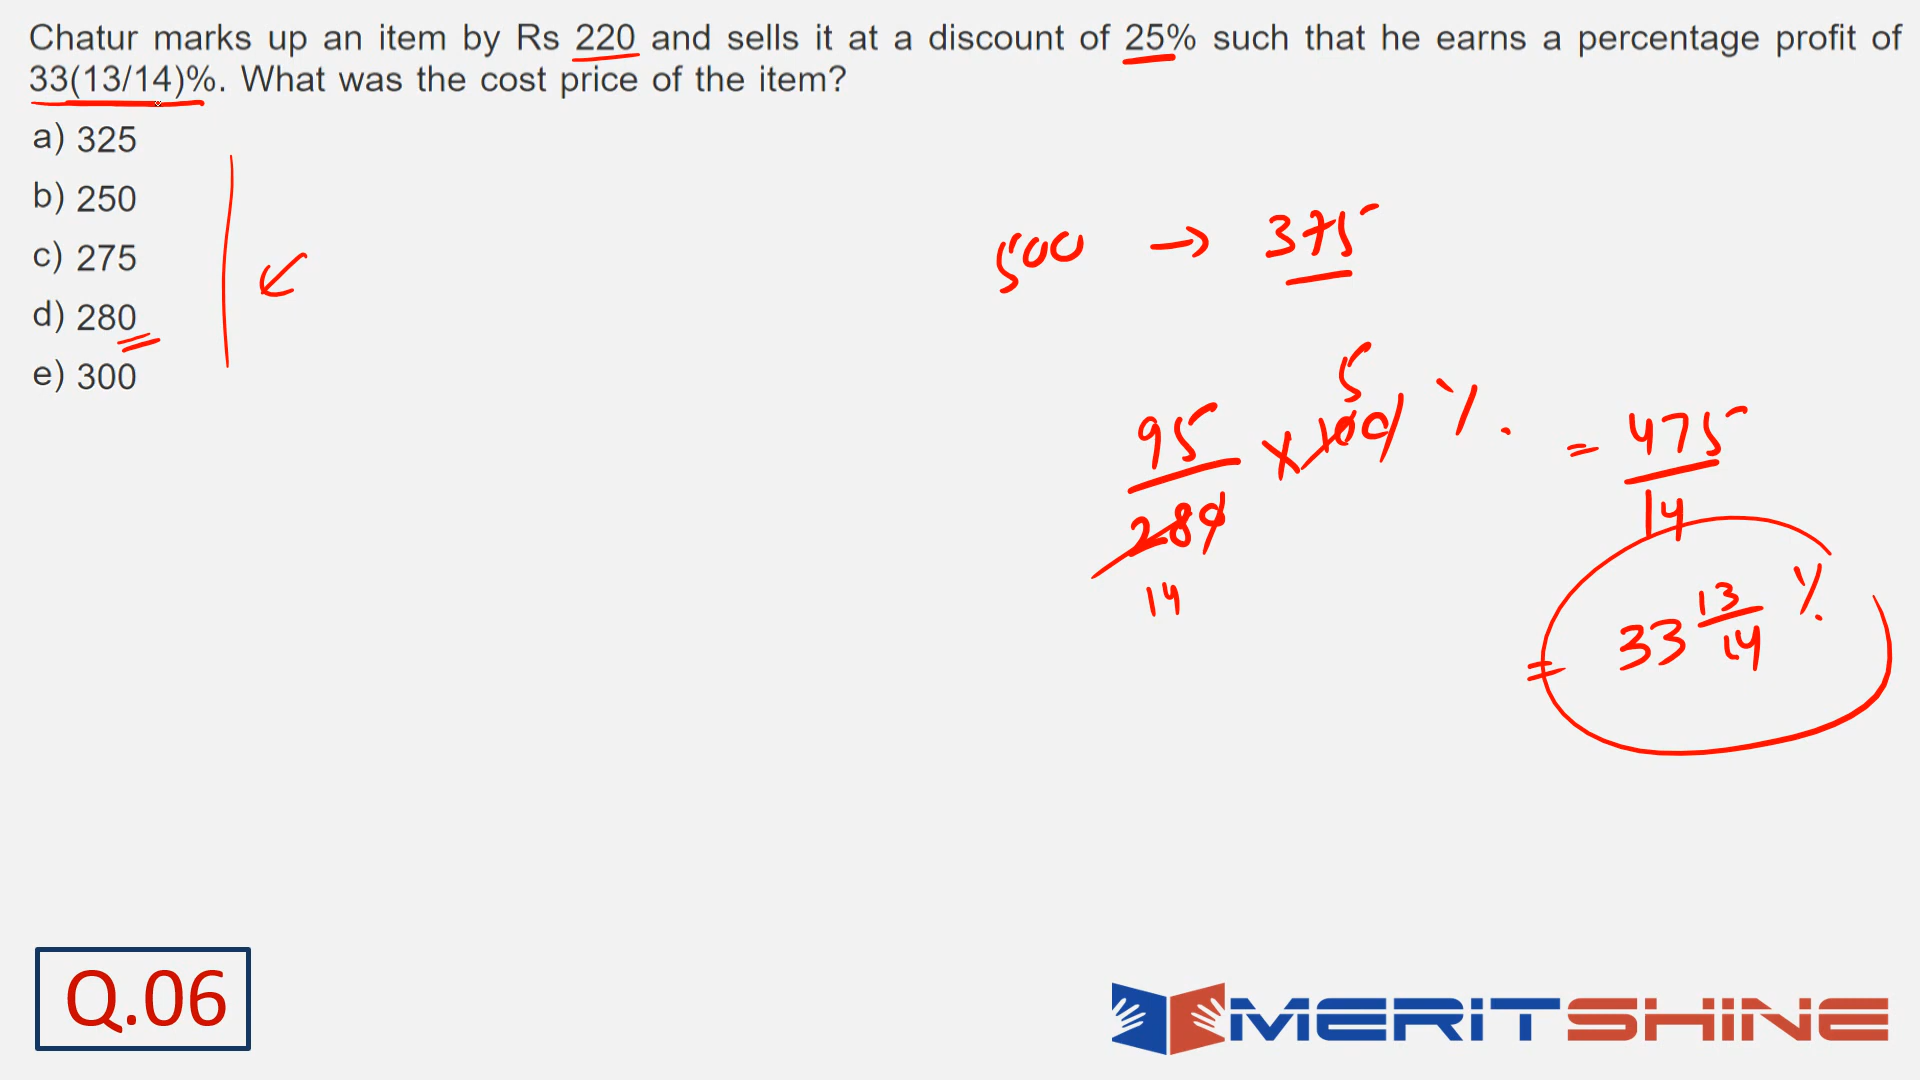 Chatur marks up an item by Rs 220 and sells it at a discount of 25% such that he earns a percentage profit of
33(13/14)%. What was the cost price of the item?
a) 325
b) 250
c) 275
d) 280
e) 300
500 → 375
5
95/280 × 100 % = 475/14
14
= 33 13/14 %
Q.06
MERITSHINE